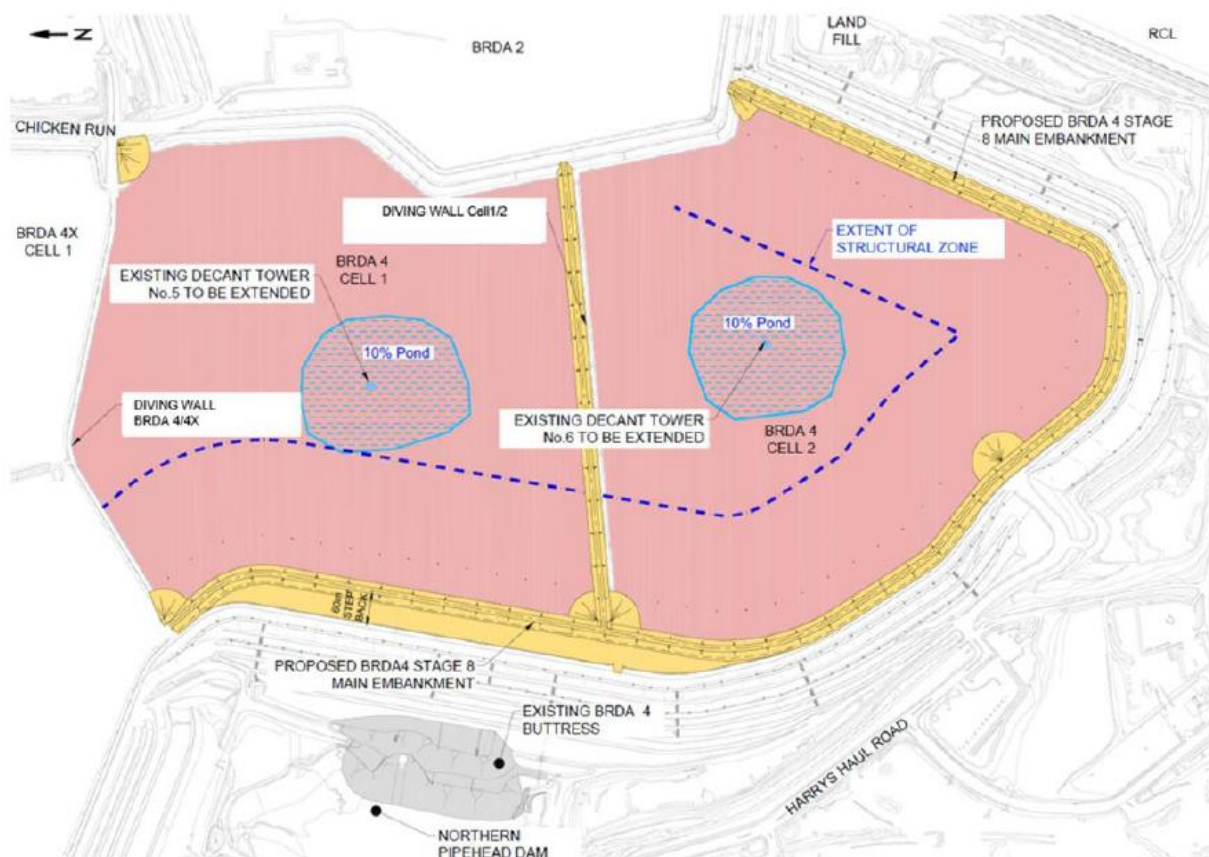 N
BRDA 2
LAND
FILL
RCL
CHICKEN RUN
PROPOSED BRDA 4 STAGE
8 MAIN EMBANKMENT
DIVING WALL Cell1/2
BRDA 4X
CELL 1
EXTENT OF
STRUCTURAL ZONE
BRDA 4
CELL 1
EXISTING DECANT TOWER
No.5 TO BE EXTENDED
10% Pond
10% Pond
DIVING WALL
BRDA 4/4X
EXISTING DECANT TOWER
No.6 TO BE EXTENDED
BRDA 4
CELL 2
60m
STEP
BACK
PROPOSED BRDA4 STAGE 8
MAIN EMBANKMENT
EXISTING BRDA 4
BUTTRESS
HARRYS HAUL ROAD
NORTHERN
PIPEHEAD DAM